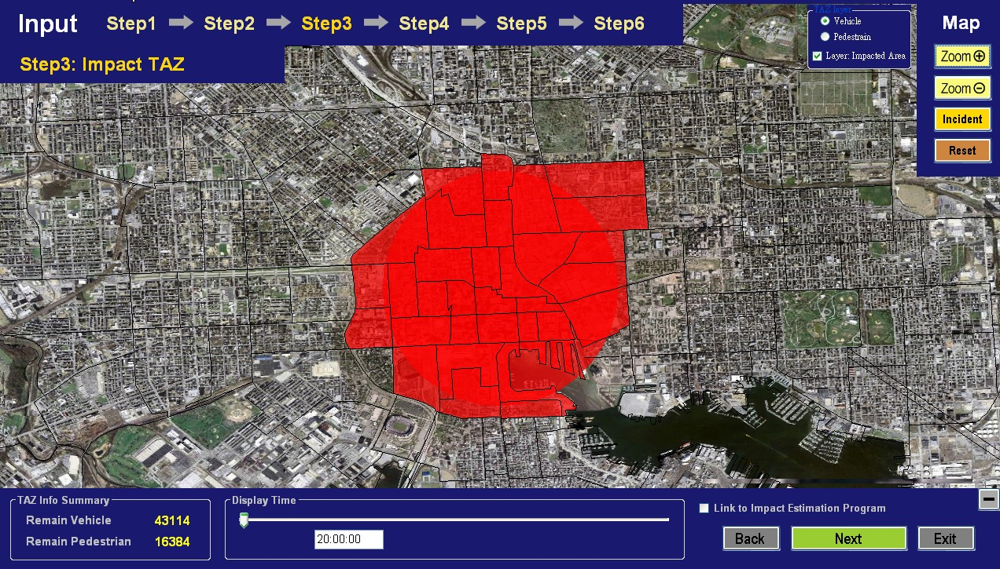 Input Step1 Step2 Step3 Step4 Step5 Step6
Step3: Impact TAZ
TAZ layer
Vehicle
Pedestrain
Layer: Impacted Area
Map
Zoom
Zoom
Incident
Reset
TAZ Info Summary
Remain Vehicle 43114
Remain Pedestrian 16384
Display Time
20:00:00
Link to Impact Estimation Program
Back Next Exit